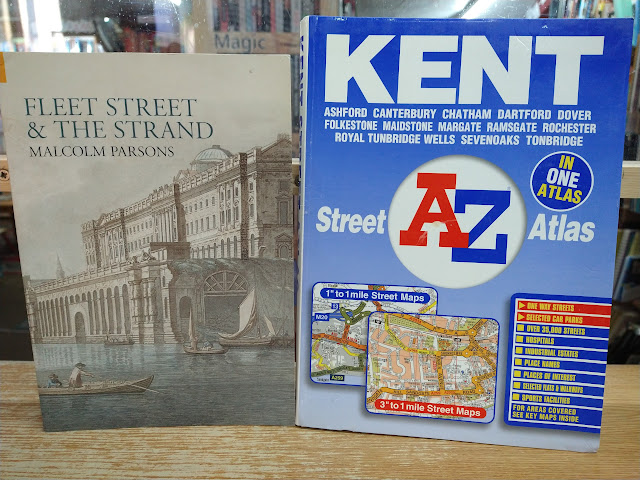 Magic
FLEET STREET
& THE STRAND
MALCOLM PARSONS
KENT
ASHFORD CANTERBURY CHATHAM DARTFORD DOVER
FOLKESTONE MAIDSTONE MARGATE RAMSGATE ROCHESTER
ROYAL TUNBRIDGE WELLS SEVENOAKS TONBRIDGE
IN
ONE
ATLAS
Street AZ Atlas
1" to 1 mile Street Maps
M20
A259
3" to 1 mile Street Maps
ONE WAY STREETS
SELECTED CAR PARKS
OVER 35,000 STREETS
HOSPITALS
INDUSTRIAL ESTATES
PLACE NAMES
PLACES OF INTEREST
SELECTED FLATS & WALKWAYS
SPORTS FACILITIES
FOR AREAS COVERED
SEE KEY MAPS INSIDE